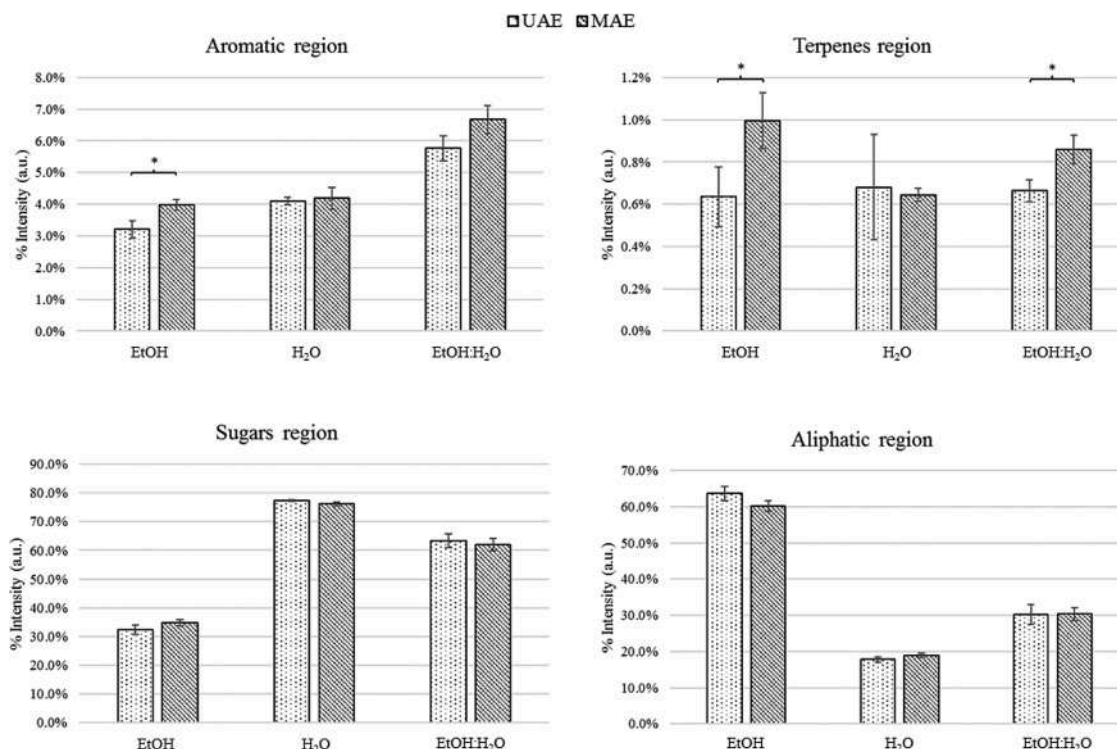 UAE MAE
Aromatic region
8.0%
7.0%
6.0%
5.0%
4.0%
3.0%
2.0%
1.0%
0.0%
% Intensity (a.u.)
*
EtOH H₂O EtOH:H₂O
Terpenes region
1.2%
1.0%
0.8%
0.6%
0.4%
0.2%
0.0%
% Intensity (a.u.)
* *
EtOH H₂O EtOH:H₂O
Sugars region
90.0%
80.0%
70.0%
60.0%
50.0%
40.0%
30.0%
20.0%
10.0%
0.0%
% Intensity (a.u.)
EtOH H₂O EtOH:H₂O
Aliphatic region
70.0%
60.0%
50.0%
40.0%
30.0%
20.0%
10.0%
0.0%
% Intensity (a.u.)
EtOH H₂O EtOH:H₂O